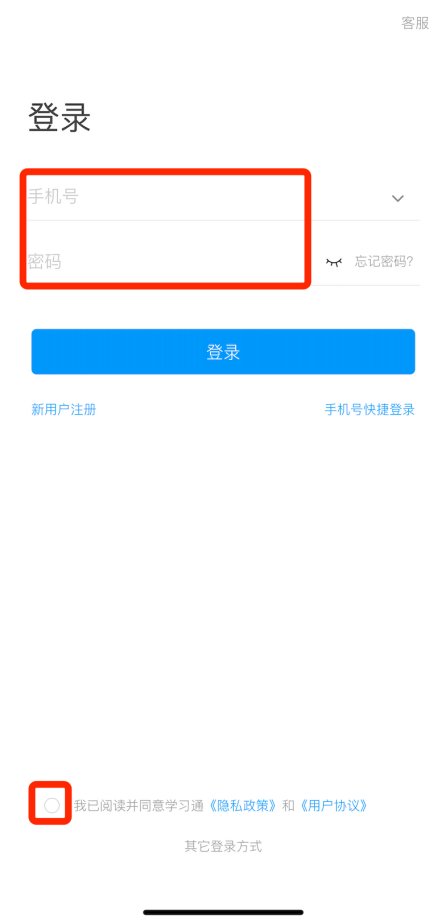 客服
登录
手机号
密码 忘记密码?
登录
新用户注册 手机号快捷登录
我已阅读并同意学习通《隐私政策》和《用户协议》
其它登录方式